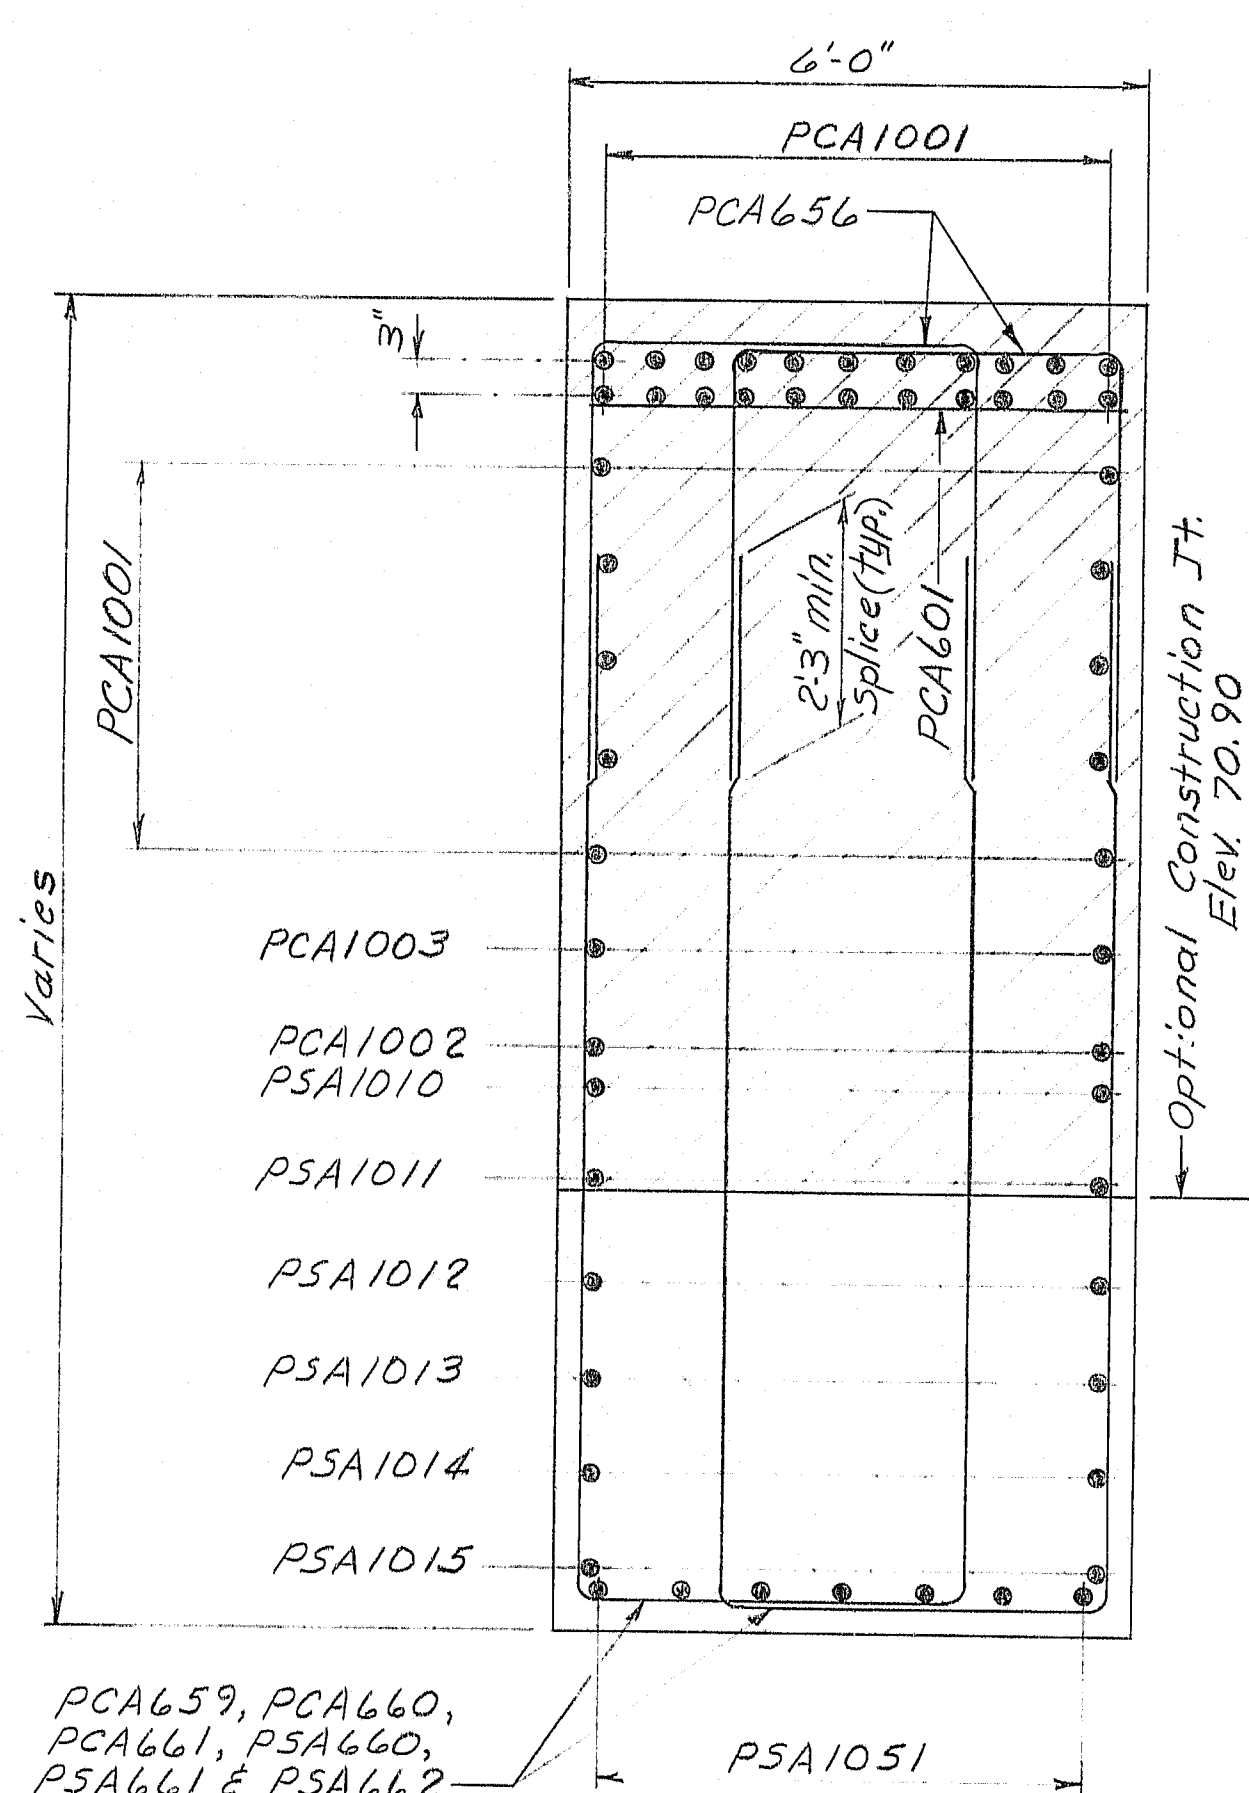 6'-0"
PCA1001
PCA656
3"
PCA1001
2'3" min.
splice (typ.)
PCA601
Optional Construction Jt.
Elev. 70.90
Varies
PCA1003
PCA1002
PSA1010
PSA1011
PSA1012
PSA1013
PSA1014
PSA1015
PCA659, PCA660,
PCA661, PSA660,
PSA661 & PSA662
PSA1051